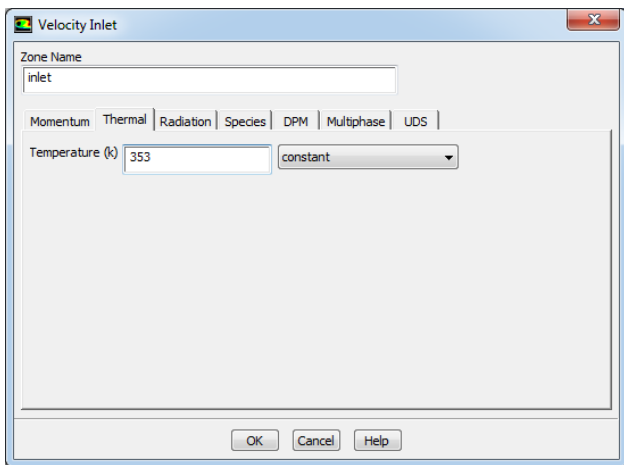 Velocity Inlet
Zone Name
inlet
Momentum Thermal Radiation Species DPM Multiphase UDS
Temperature (k) 353 constant
OK Cancel Help